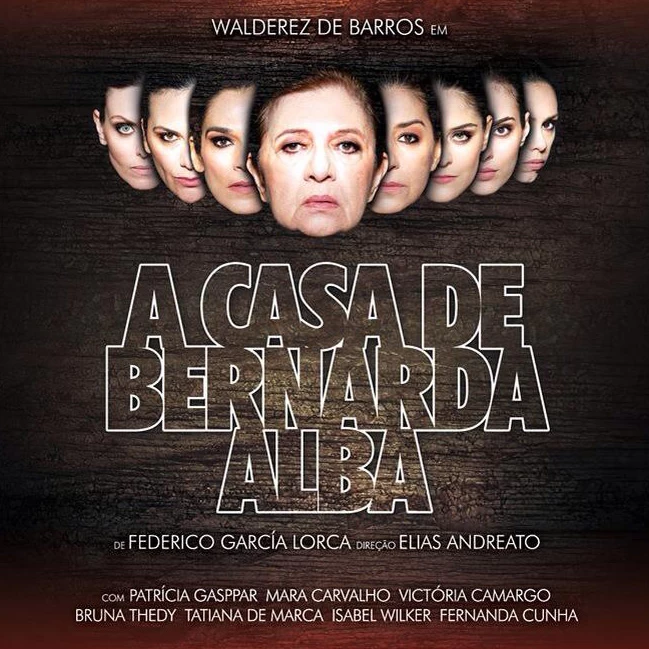 WALDEREZ DE BARROS EM
A CASA DE
BERNARDA
ALBA
DE FEDERICO GARCÍA LORCA DIREÇÃO ELIAS ANDREATO
COM PATRÍCIA GASPPAR MARA CARVALHO VICTÓRIA CAMARGO
BRUNA THEDY TATIANA DE MARCA ISABEL WILKER FERNANDA CUNHA